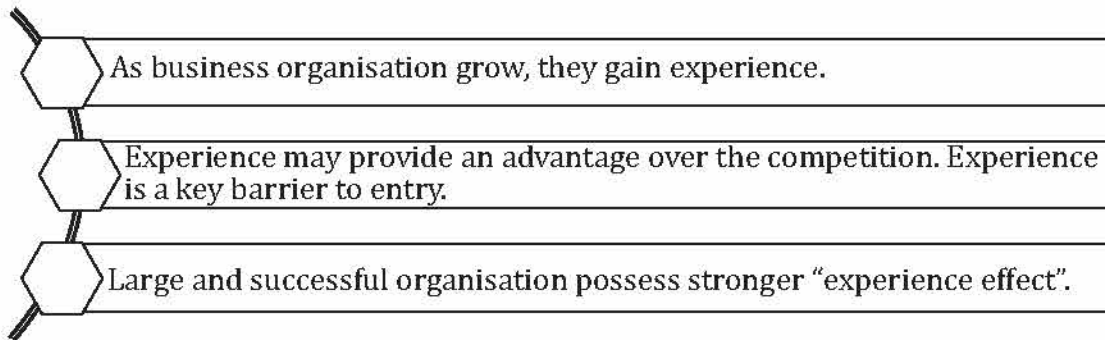 As business organisation grow, they gain experience.
Experience may provide an advantage over the competition. Experience
is a key barrier to entry.
Large and successful organisation possess stronger “experience effect”.